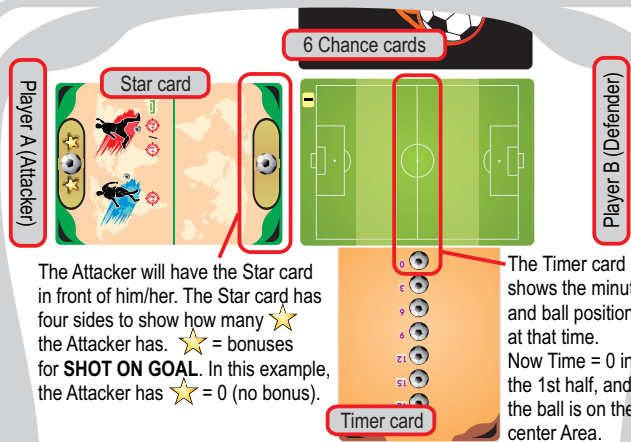 6 Chance cards
Player A (Attacker)
Star card
Player B (Defender)
The Attacker will have the Star card
in front of him/her. The Star card has
four sides to show how many
the Attacker has. = bonuses
for SHOT ON GOAL. In this example,
the Attacker has = 0 (no bonus).
0
3
6
9
12
15
18
Timer card
The Timer card
shows the minut
and ball position
at that time.
Now Time = 0 in
the 1st half, and
the ball is on the
center Area.